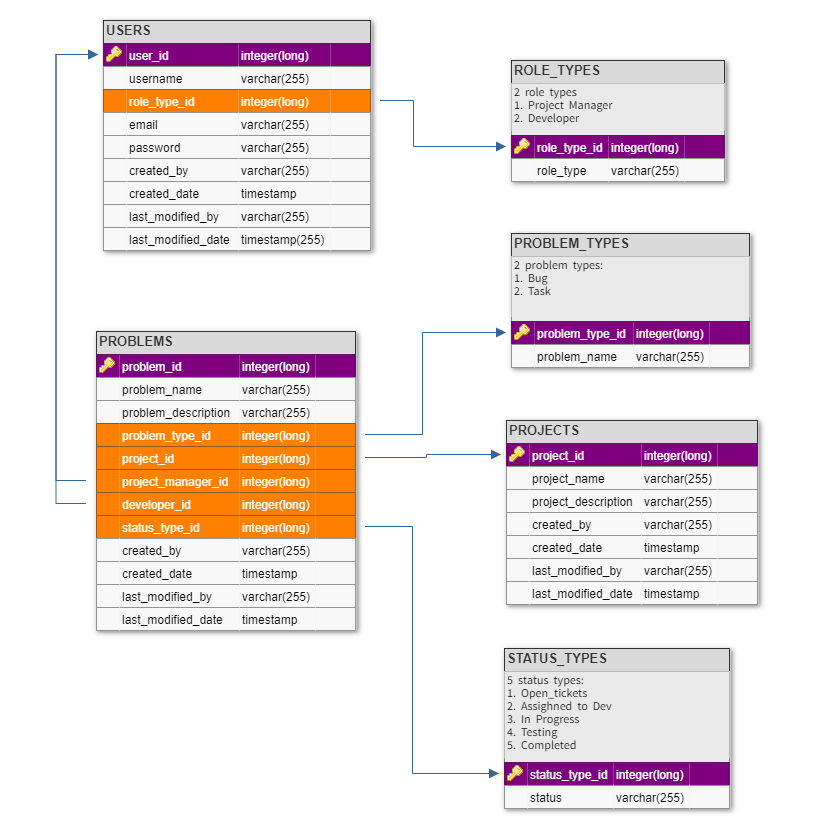 USERS
user_id integer(long)
username varchar(255)
role_type_id integer(long)
email varchar(255)
password varchar(255)
created_by varchar(255)
created_date timestamp
last_modified_by varchar(255)
last_modified_date timestamp(255)
ROLE_TYPES
2 role types
1. Project Manager
2. Developer
role_type_id integer(long)
role_type varchar(255)
PROBLEM_TYPES
2 problem types:
1. Bug
2. Task
problem_type_id integer(long)
problem_name varchar(255)
PROBLEMS
problem_id integer(long)
problem_name varchar(255)
problem_description varchar(255)
problem_type_id integer(long)
project_id integer(long)
project_manager_id integer(long)
developer_id integer(long)
status_type_id integer(long)
created_by varchar(255)
created_date timestamp
last_modified_by varchar(255)
last_modified_date timestamp
PROJECTS
project_id integer(long)
project_name varchar(255)
project_description varchar(255)
created_by varchar(255)
created_date timestamp
last_modified_by varchar(255)
last_modified_date timestamp
STATUS_TYPES
5 status types:
1. Open_tickets
2. Assighned to Dev
3. In Progress
4. Testing
5. Completed
status_type_id integer(long)
status varchar(255)